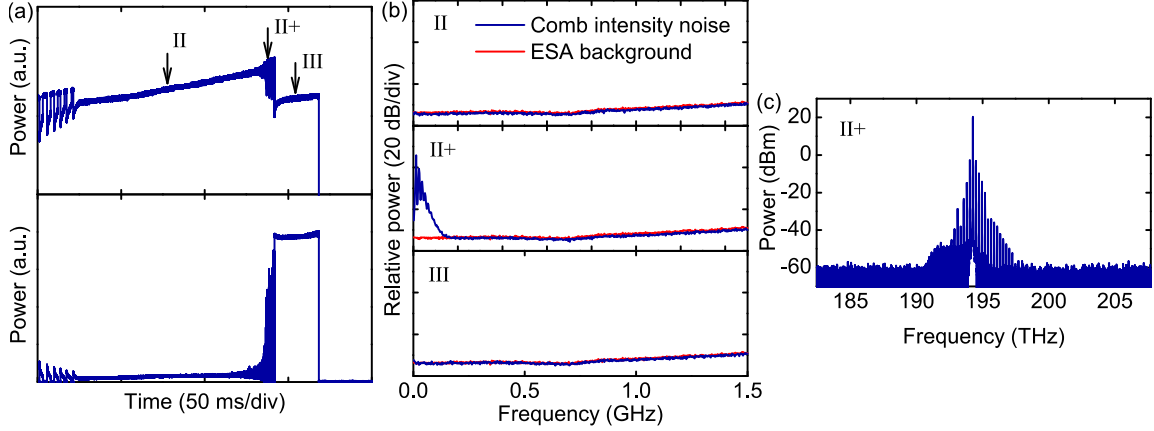 (a)
II
II+
III
Power (a.u.)
Power (a.u.)
Time (50 ms/div)
(b)
II
Comb intensity noise
ESA background
II+
III
Relative power (20 dB/div)
0.0 0.5 1.0 1.5
Frequency (GHz)
(c)
II+
20
0
-20
-40
-60
Power (dBm)
185 190 195 200 205
Frequency (THz)